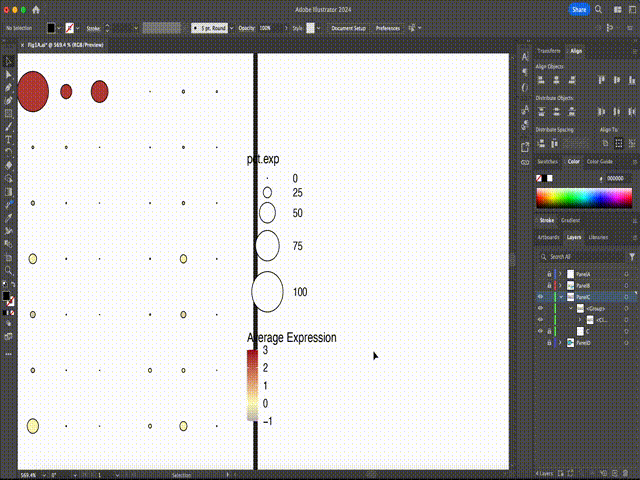 Adobe Illustrator 2024
Share
No Selection
Stroke:
5 pt. Round
Opacity:
100%
Style:
Document Setup
Preferences
× Fig1A.ai* @ 569.4 % (RGB/Preview)
Transform
Align
Align Objects:
Distribute Objects:
Distribute Spacing:
Align To:
Swatches
Color
Color Guide
# 000000
Stroke
Gradient
Artboards
Layers
Libraries
Search All
PanelA
PanelB
PanelC
<Group>
C
PanelD
4 Layers
pct.exp
0
25
50
75
100
Average Expression
3
2
1
0
−1
569.4%
0°
1
Selection